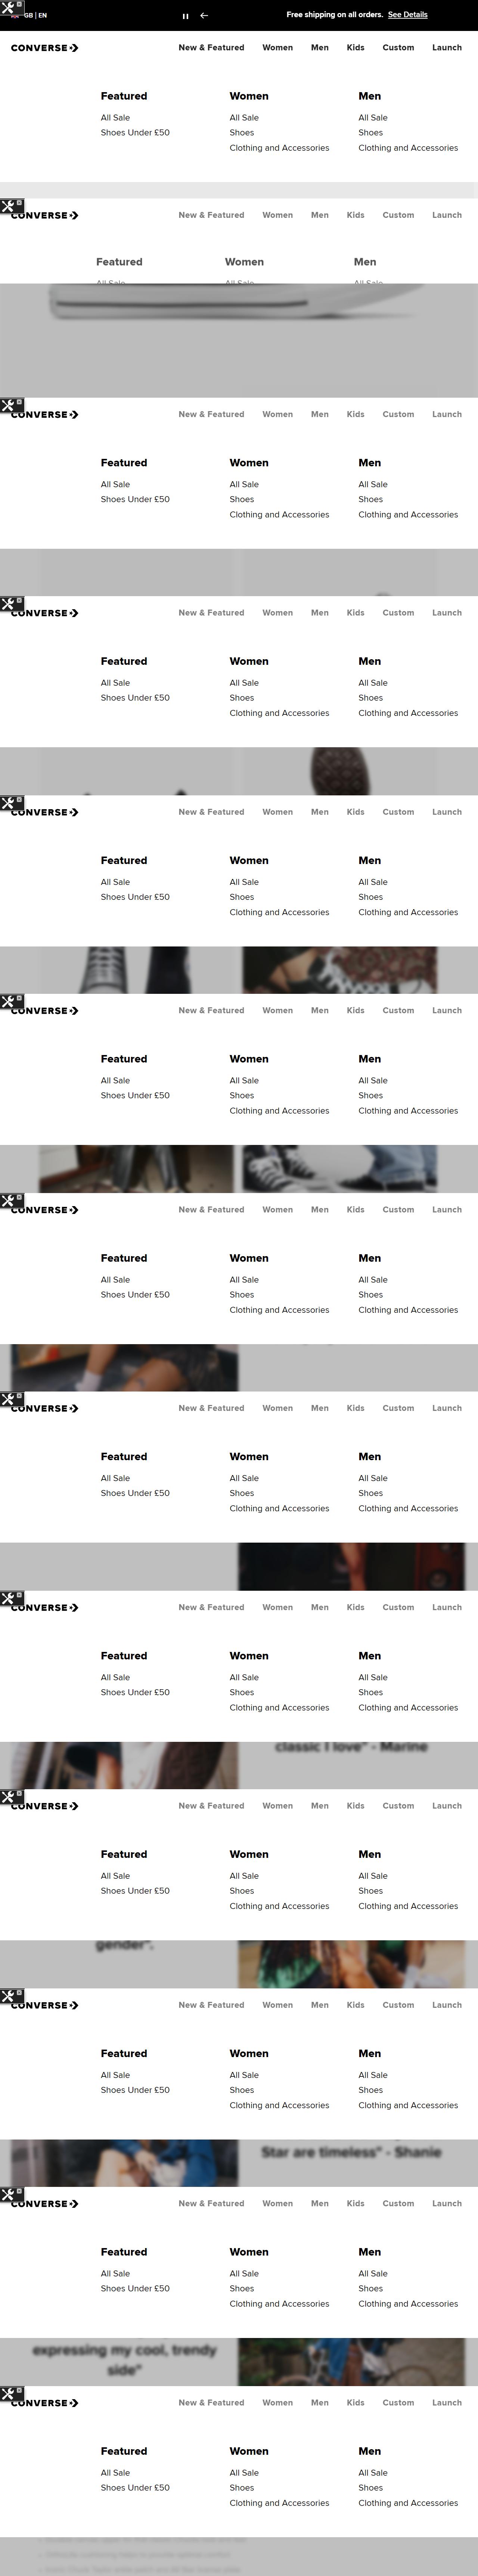 GB | EN
Free shipping on all orders. See Details
CONVERSE New & Featured Women Men Kids Custom Launch
Featured Women Men
All Sale All Sale All Sale
Shoes Under £50 Shoes Shoes
Clothing and Accessories Clothing and Accessories
CONVERSE New & Featured Women Men Kids Custom Launch
Featured Women Men
All Sale All Sale All Sale
CONVERSE New & Featured Women Men Kids Custom Launch
Featured Women Men
All Sale All Sale All Sale
Shoes Under £50 Shoes Shoes
Clothing and Accessories Clothing and Accessories
CONVERSE New & Featured Women Men Kids Custom Launch
Featured Women Men
All Sale All Sale All Sale
Shoes Under £50 Shoes Shoes
Clothing and Accessories Clothing and Accessories
CONVERSE New & Featured Women Men Kids Custom Launch
Featured Women Men
All Sale All Sale All Sale
Shoes Under £50 Shoes Shoes
Clothing and Accessories Clothing and Accessories
CONVERSE New & Featured Women Men Kids Custom Launch
Featured Women Men
All Sale All Sale All Sale
Shoes Under £50 Shoes Shoes
Clothing and Accessories Clothing and Accessories
CONVERSE New & Featured Women Men Kids Custom Launch
Featured Women Men
All Sale All Sale All Sale
Shoes Under £50 Shoes Shoes
Clothing and Accessories Clothing and Accessories
CONVERSE New & Featured Women Men Kids Custom Launch
Featured Women Men
All Sale All Sale All Sale
Shoes Under £50 Shoes Shoes
Clothing and Accessories Clothing and Accessories
CONVERSE New & Featured Women Men Kids Custom Launch
Featured Women Men
All Sale All Sale All Sale
Shoes Under £50 Shoes Shoes
Clothing and Accessories Clothing and Accessories
classic I love" - Marine
CONVERSE New & Featured Women Men Kids Custom Launch
Featured Women Men
All Sale All Sale All Sale
Shoes Under £50 Shoes Shoes
Clothing and Accessories Clothing and Accessories
gender".
CONVERSE New & Featured Women Men Kids Custom Launch
Featured Women Men
All Sale All Sale All Sale
Shoes Under £50 Shoes Shoes
Clothing and Accessories Clothing and Accessories
Star are timeless" - Shanie
CONVERSE New & Featured Women Men Kids Custom Launch
Featured Women Men
All Sale All Sale All Sale
Shoes Under £50 Shoes Shoes
Clothing and Accessories Clothing and Accessories
expressing my cool, trendy
side"
CONVERSE New & Featured Women Men Kids Custom Launch
Featured Women Men
All Sale All Sale All Sale
Shoes Under £50 Shoes Shoes
Clothing and Accessories Clothing and Accessories